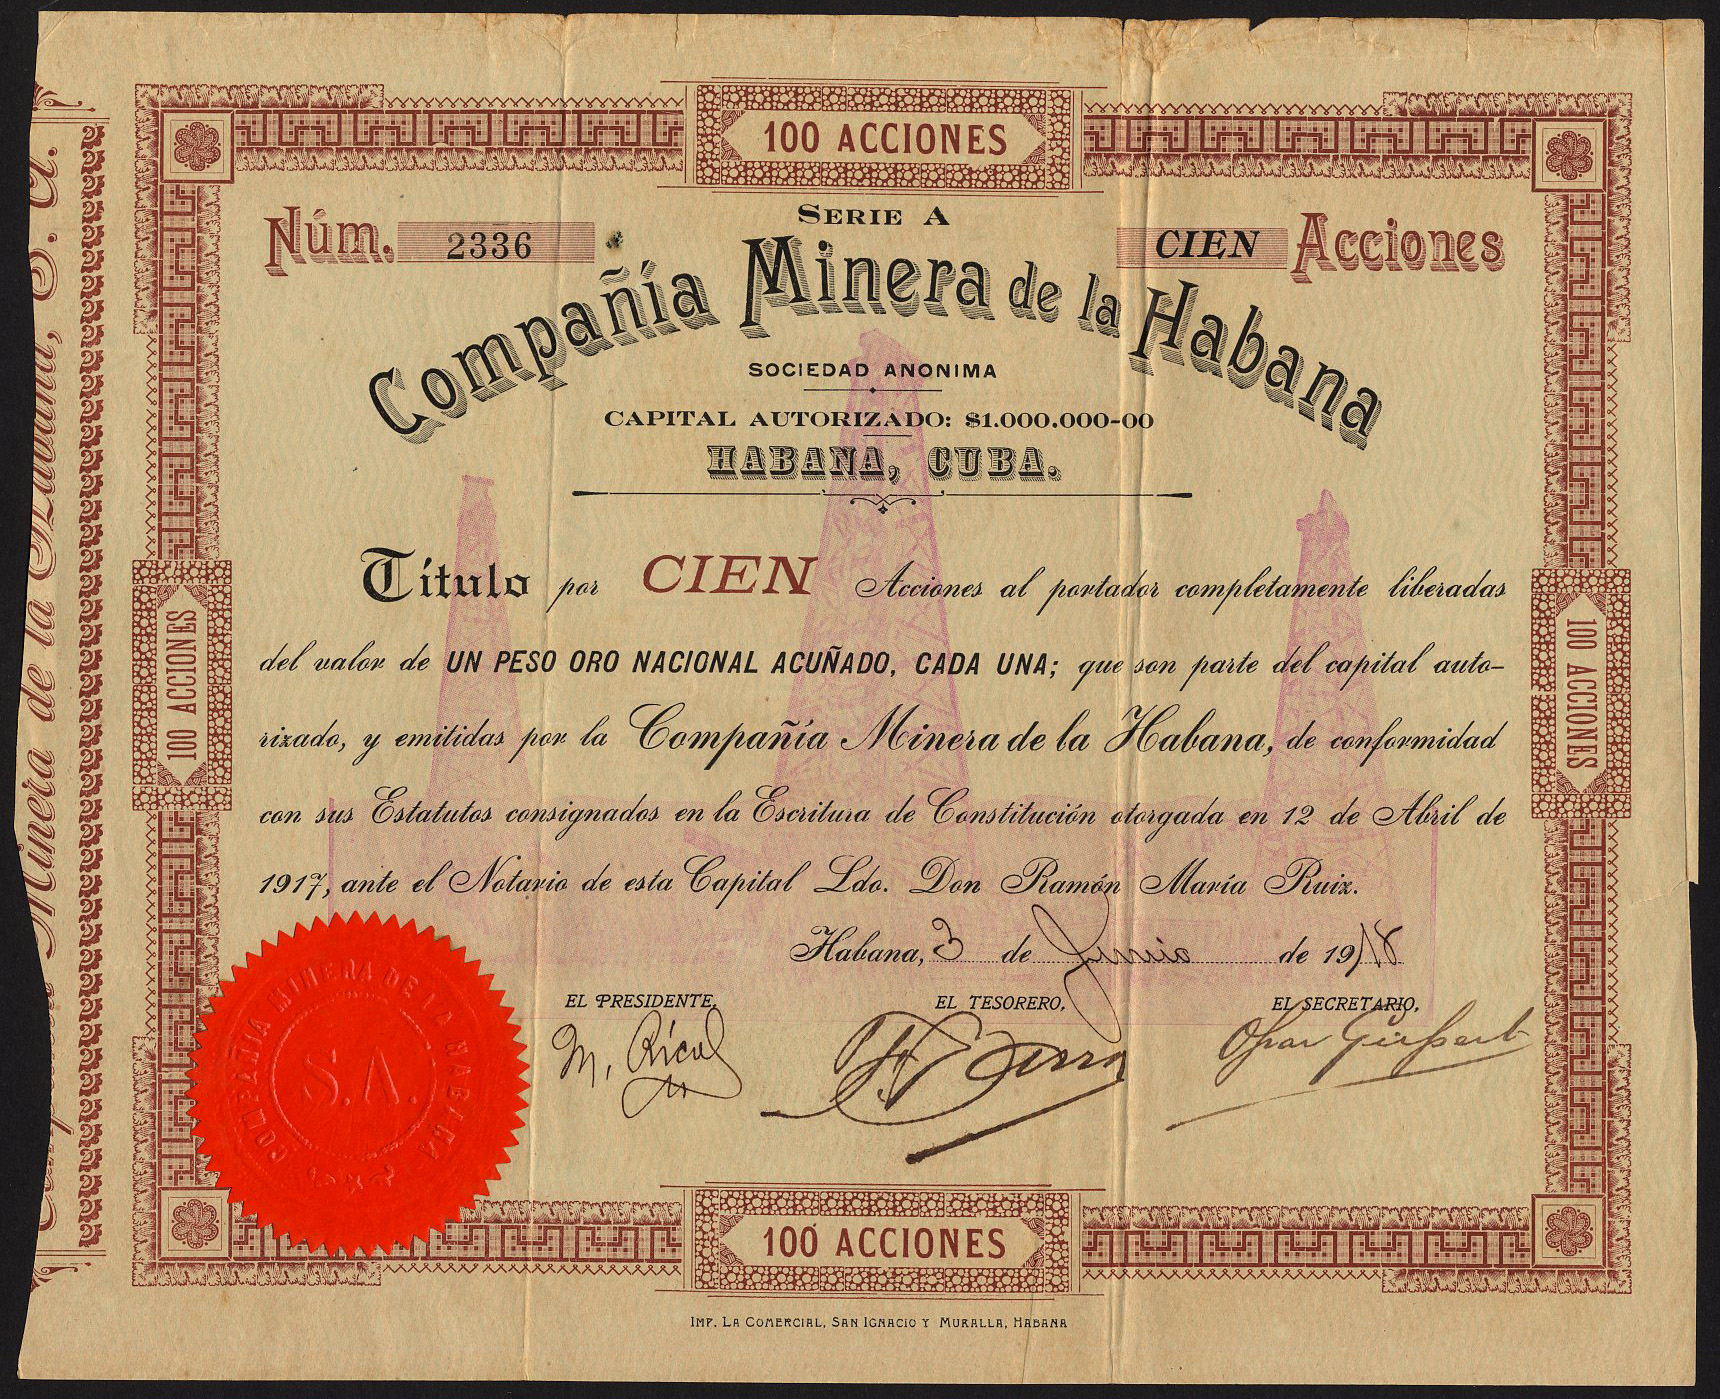 100 ACCIONES
Núm. 2336
SERIE A
CIEN Acciones
Compañía Minera de la Habana
SOCIEDAD ANONIMA
CAPITAL AUTORIZADO: $1.000.000-00
HABANA, CUBA.
Título por CIEN Acciones al portador completamente liberadas
del valor de UN PESO ORO NACIONAL ACUÑADO, CADA UNA; que son parte del capital auto-
rizado, y emitidas por la Compañía Minera de la Habana, de conformidad
con sus Estatutos consignados en la Escritura de Constitución otorgada en 12 de Abril de
1917, ante el Notario de esta Capital Ldo. Don Ramón María Ruiz.
Habana, 3 de Junio de 1918
EL PRESIDENTE,
EL TESORERO,
EL SECRETARIO,
M.
COMPAÑIA MINERA DE LA HABANA
S.A.
100 ACCIONES
100 ACCIONES
100 ACCIONES
IMP. LA COMERCIAL, SAN IGNACIO Y MURALLA, HABANA
Minera de la Habana, S. A.